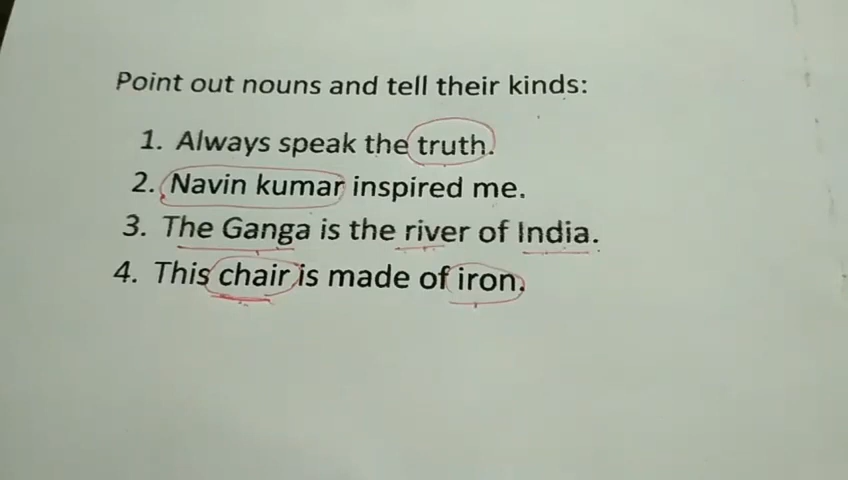 Point out nouns and tell their kinds:
1. Always speak the truth.
2. Navin kumar inspired me.
3. The Ganga is the river of India.
4. This chair is made of iron.